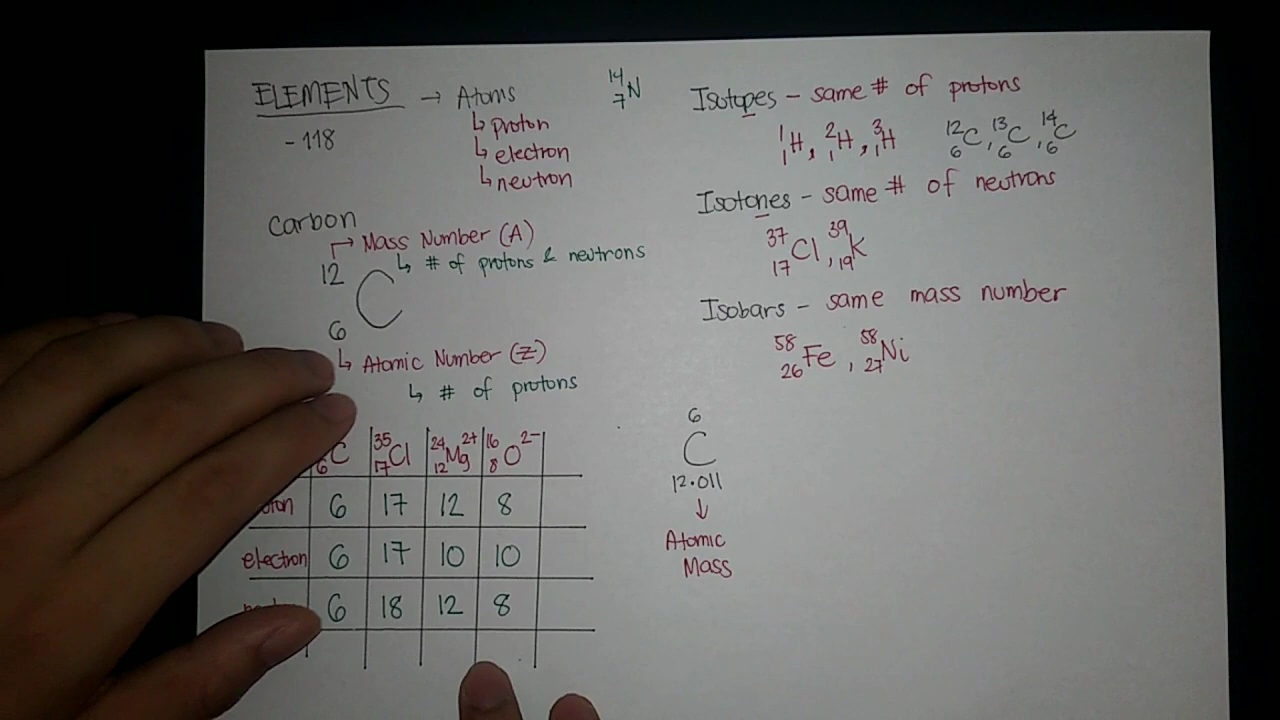 ELEMENTS → Atoms
- 118
↳ proton
↳ electron
↳ neutron
14
7 N
Carbon
12 → Mass Number (A)
↳ # of protons & neutrons
C
6
↳ Atomic Number (Z)
↳ # of protons
6 C | 35 17 Cl | 24 12 Mg 2+ | 16 8 O 2-
6 17 12 8
electron 6 17 10 10
6 18 12 8
Isotopes - same # of protons
1 1 H, 2 1 H, 3 1 H 12 6 C, 13 6 C, 14 6 C
Isotones - same # of neutrons
37 17 Cl, 39 19 K
Isobars - same mass number
58 26 Fe, 58 27 Ni
6
C
12.011
↓
Atomic
Mass